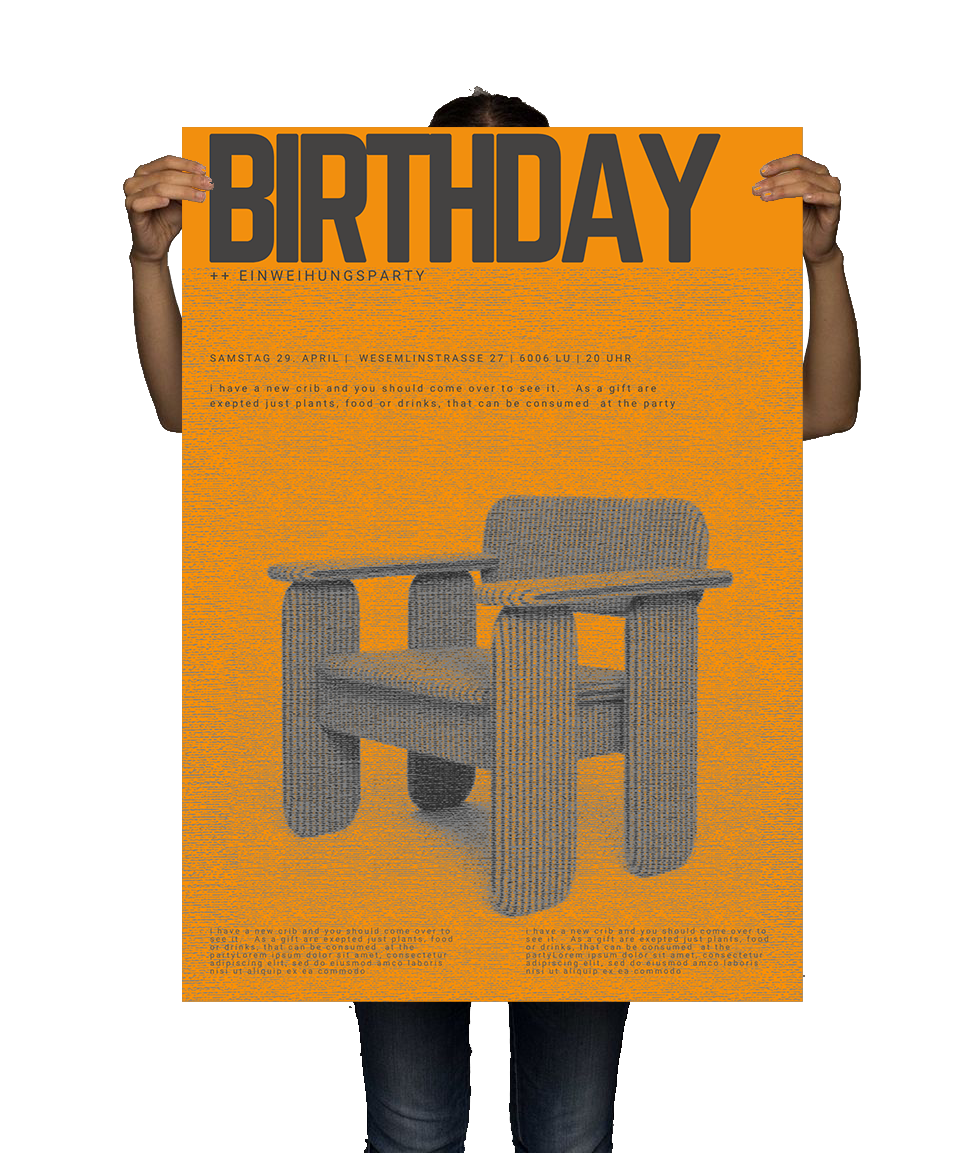 BIRTHDAY
++ EINWEIHUNGSPARTY
SAMSTAG 29. APRIL | WESEMLINSTRASSE 27 | 6006 LU | 20 UHR
i have a new crib and you should come over to see it. As a gift are
exepted just plants, food or drinks, that can be consumed at the party
i have a new crib and you should come over to
see it. As a gift are exepted just plants, food
or drinks, that can be consumed at the
partyLorem ipsum dolor sit amet, consectetur
adipiscing elit, sed do eiusmod amco laboris
nisi ut aliquip ex ea commodo
i have a new crib and you should come over to
see it. As a gift are exepted just plants, food
or drinks, that can be consumed at the
partyLorem ipsum dolor sit amet, consectetur
adipiscing elit, sed do eiusmod amco laboris
nisi ut aliquip ex ea commodo